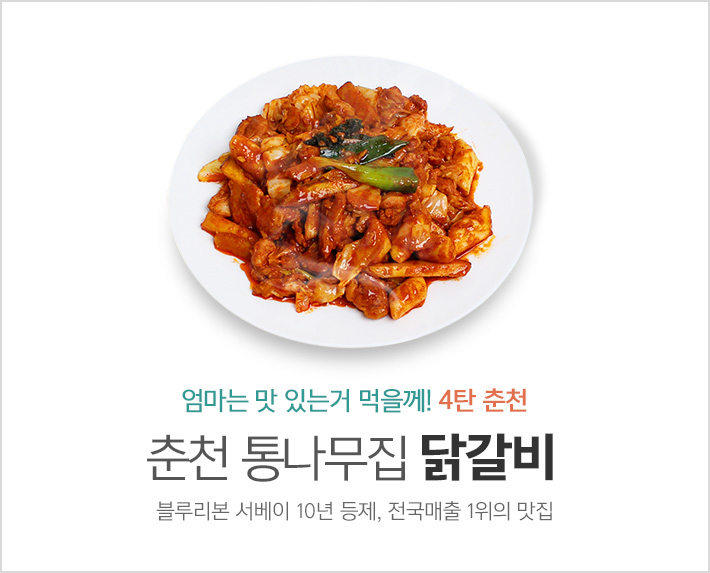 엄마는 맛 있는거 먹을께! 4탄 춘천
춘천 통나무집 닭갈비
블루리본 서베이 10년 등제, 전국매출 1위의 맛집